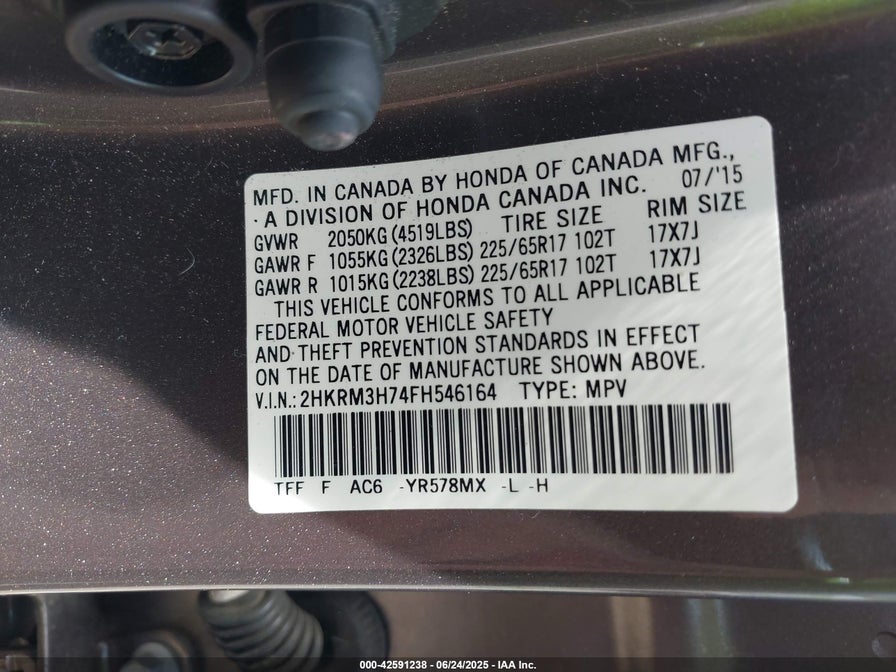 MFD. IN CANADA BY HONDA OF CANADA MFG.,
A DIVISION OF HONDA CANADA INC. 07/'15
GVWR 2050KG(4519LBS) TIRE SIZE RIM SIZE
GAWR F 1055KG(2326LBS) 225/65R17 102T 17X7J
GAWR R 1015KG(2238LBS) 225/65R17 102T 17X7J
THIS VEHICLE CONFORMS TO ALL APPLICABLE
FEDERAL MOTOR VEHICLE SAFETY
AND THEFT PREVENTION STANDARDS IN EFFECT
ON THE DATE OF MANUFACTURE SHOWN ABOVE.
V.I.N.: 2HKRM3H74FH546164 TYPE: MPV
TFF F AC6 -YR578MX -L -H
000-42591238 - 06/24/2025 - IAA Inc.